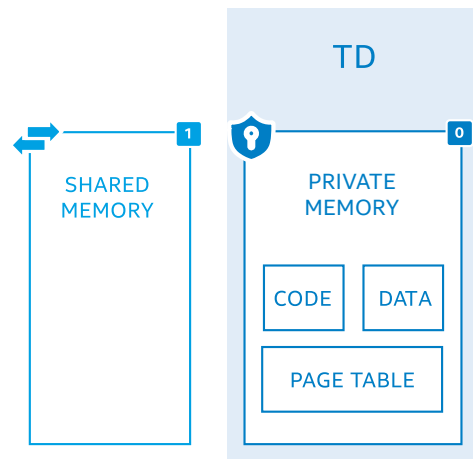 TD
1
SHARED
MEMORY
0
PRIVATE
MEMORY
CODE
DATA
PAGE TABLE